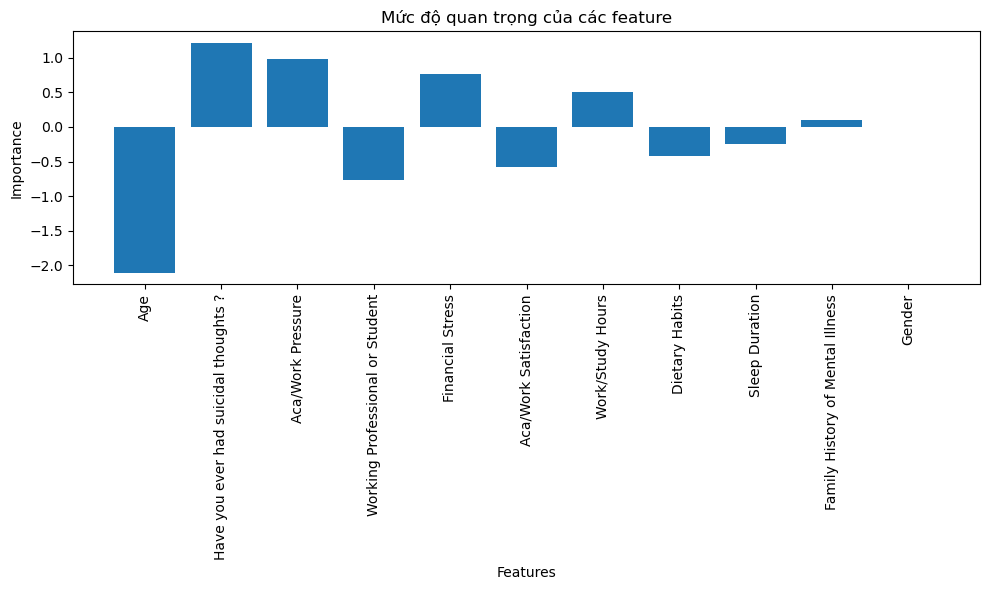 Mức độ quan trọng của các feature
Importance
1.0
0.5
0.0
−0.5
−1.0
−1.5
−2.0
Age
Have you ever had suicidal thoughts ?
Aca/Work Pressure
Working Professional or Student
Financial Stress
Aca/Work Satisfaction
Work/Study Hours
Dietary Habits
Sleep Duration
Family History of Mental Illness
Gender
Features